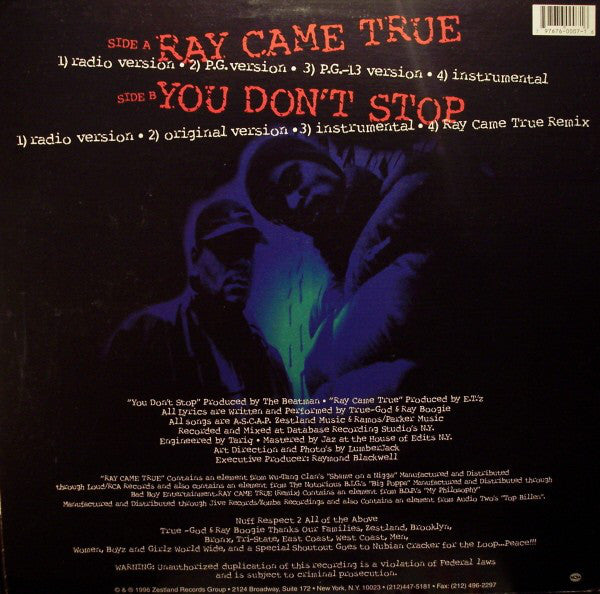 SIDE A RAY CAME TRUE
1) radio version • 2) P.G. version • 3) P.G.-13 version • 4) instrumental
SIDE B YOU DON'T STOP
1) radio version • 2) original version • 3) instrumental • 4) Ray Came True Remix
"You Don't Stop" Produced by The Beatman • "Ray Came True" Produced by E.T.'z
All Lyrics are Written and Performed by True-God & Ray Boogie
All songs are A.S.C.A.P. Zestland Music & Ramos/Parker Music
Recorded and Mixed at Database Recording Studio's N.Y.
Engineered by Tariq • Mastered by Jaz at the House of Edits N.Y.
Art Direction and Photo's by LumberJack
Executive Producer: Raymond Blackwell
"RAY CAME TRUE" Contains an element from Wu-Tang Clan's "Shame on a Nigga" Manufactured and Distributed
through Loud/RCA Records and also contains an element from The Notorious B.I.G.'s "Big Poppa" Manufactured and Distributed through
Bad Boy Entertainment. RAY CAME TRUE (Remix) Contains an element from B.D.P.'s "My Philosophy"
Manufactured and Distributed through Jive Records/Zomba Recordings and also Contains an element from Audio Two's "Top Billen".
Nuff Respect 2 All of the Above
True -God & Ray Boogie Thanks Our Families, Zestland, Brooklyn,
Bronx, Tri-State, East Coast, West Coast, Men,
Women, Boyz and Girlz World Wide, and a Special Shoutout Goes to Nubian Cracker for the Loop...Peace!!!
WARNING: Unauthorized duplication of this recording is a violation of Federal laws
and is subject to criminal prosecution.
℗ & © 1996 Zestland Records Group • 2124 Broadway, Suite 172 • New York, N.Y. 10023 • (212)447-5181 • Fax: (212) 496-2297